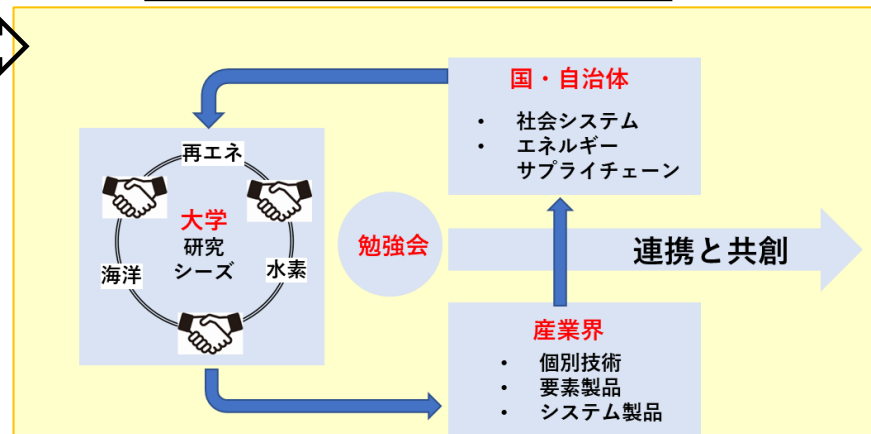 国・自治体
・ 社会システム
・ エネルギー
サプライチェーン
再エネ
大学
研究
シーズ
海洋
水素
勉強会
連携と共創
産業界
・ 個別技術
・ 要素製品
・ システム製品